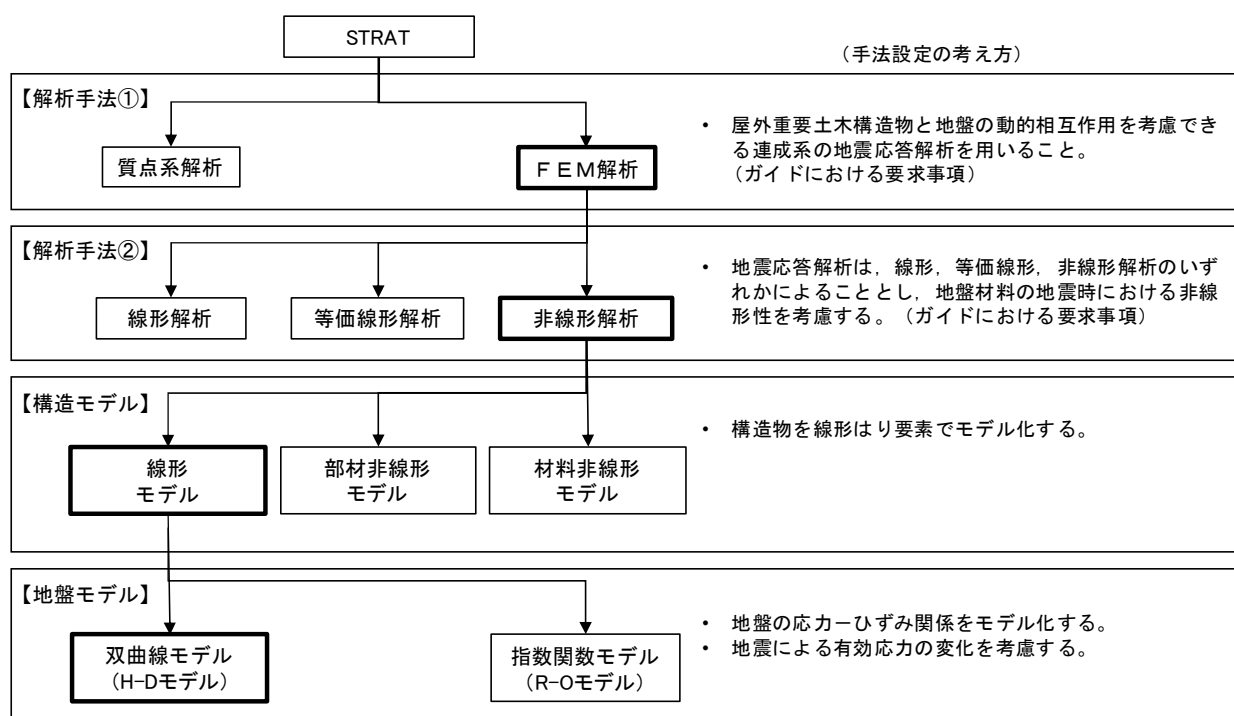 STRAT
（手法設定の考え方）
【解析手法①】
・ 屋外重要土木構造物と地盤の動的相互作用を考慮でき
る連成系の地震応答解析を用いること。
（ガイドにおける要求事項）
質点系解析
ＦＥＭ解析
【解析手法②】
・ 地震応答解析は，線形，等価線形，非線形解析のいず
れかによることとし，地盤材料の地震時における非線
形性を考慮する。（ガイドにおける要求事項）
線形解析
等価線形解析
非線形解析
【構造モデル】
・ 構造物を線形はり要素でモデル化する。
線形
モデル
部材非線形
モデル
材料非線形
モデル
【地盤モデル】
・ 地盤の応力－ひずみ関係をモデル化する。
・ 地震による有効応力の変化を考慮する。
双曲線モデル
（H-Dモデル）
指数関数モデル
（R-Oモデル）